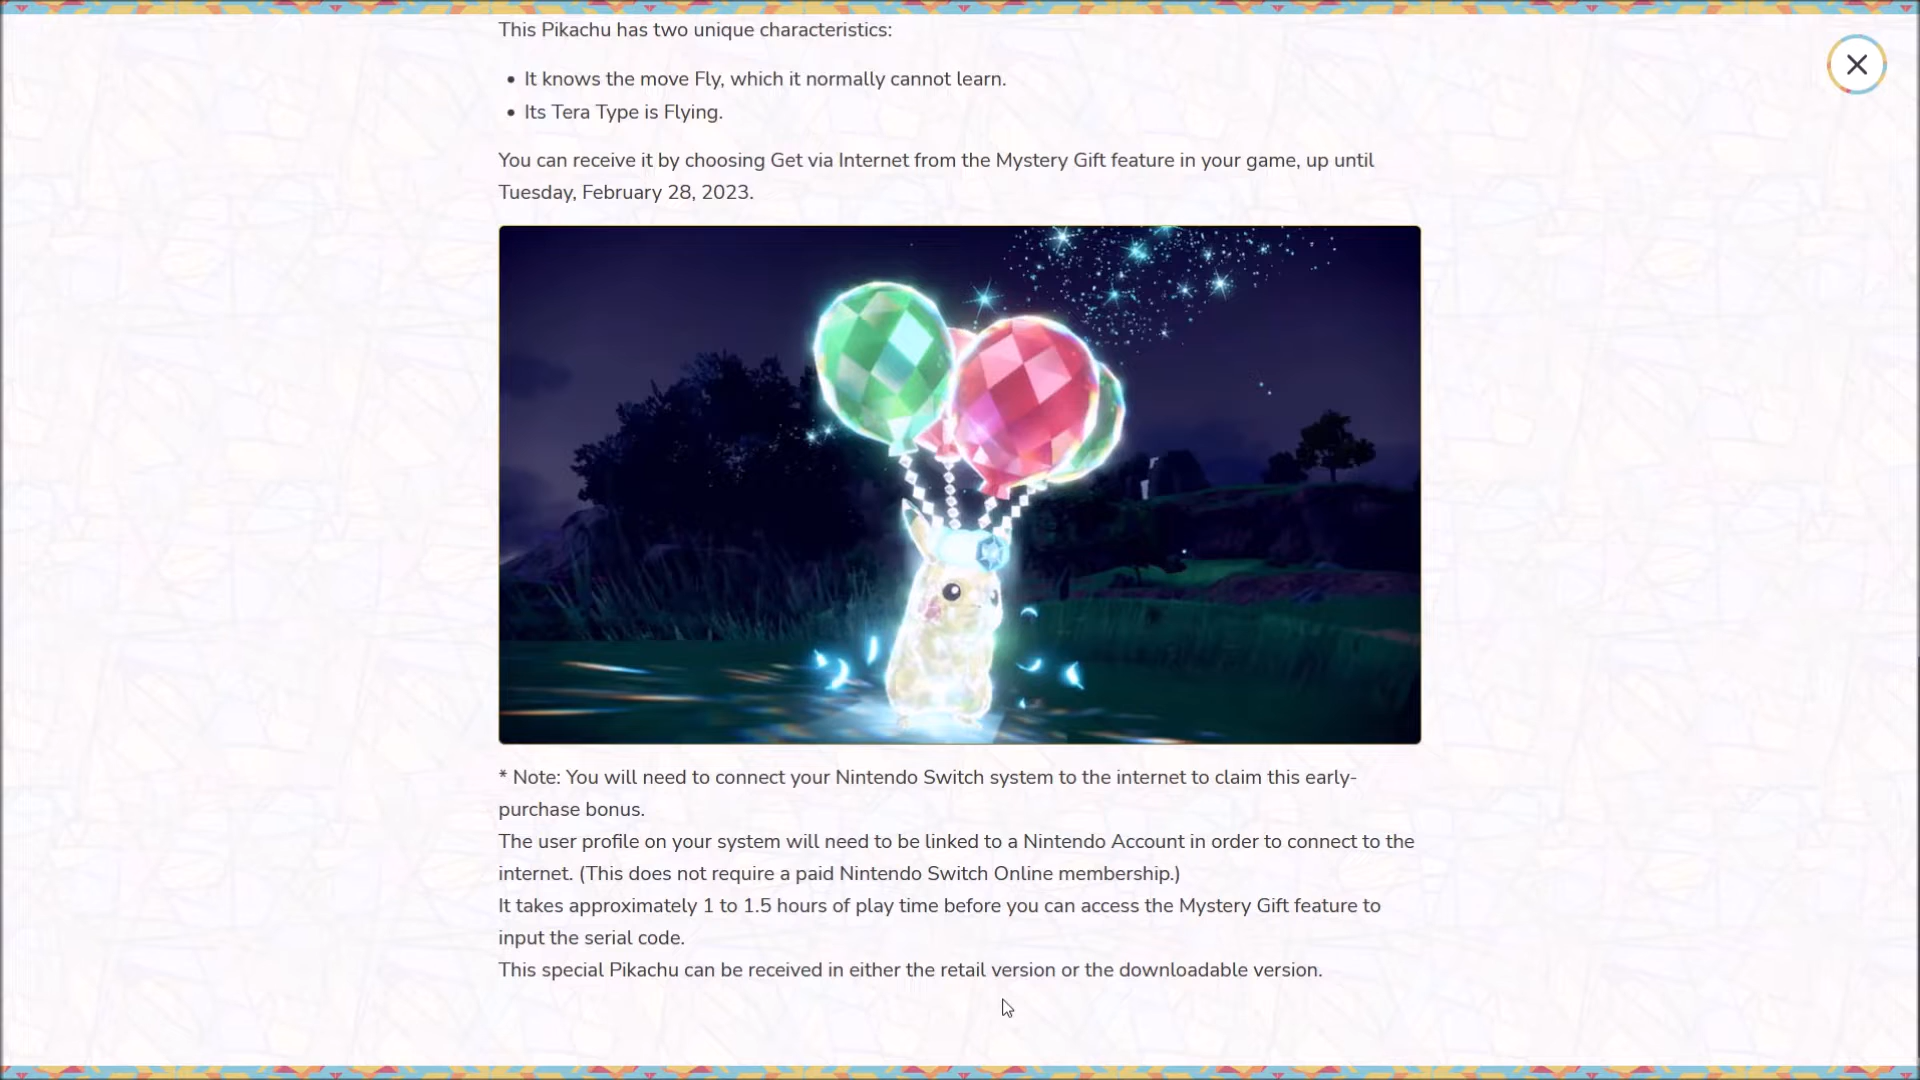 This Pikachu has two unique characteristics:
• It knows the move Fly, which it normally cannot learn.
• Its Tera Type is Flying.
You can receive it by choosing Get via Internet from the Mystery Gift feature in your game, up until
Tuesday, February 28, 2023.
* Note: You will need to connect your Nintendo Switch system to the internet to claim this early-
purchase bonus.
The user profile on your system will need to be linked to a Nintendo Account in order to connect to the
internet. (This does not require a paid Nintendo Switch Online membership.)
It takes approximately 1 to 1.5 hours of play time before you can access the Mystery Gift feature to
input the serial code.
This special Pikachu can be received in either the retail version or the downloadable version.